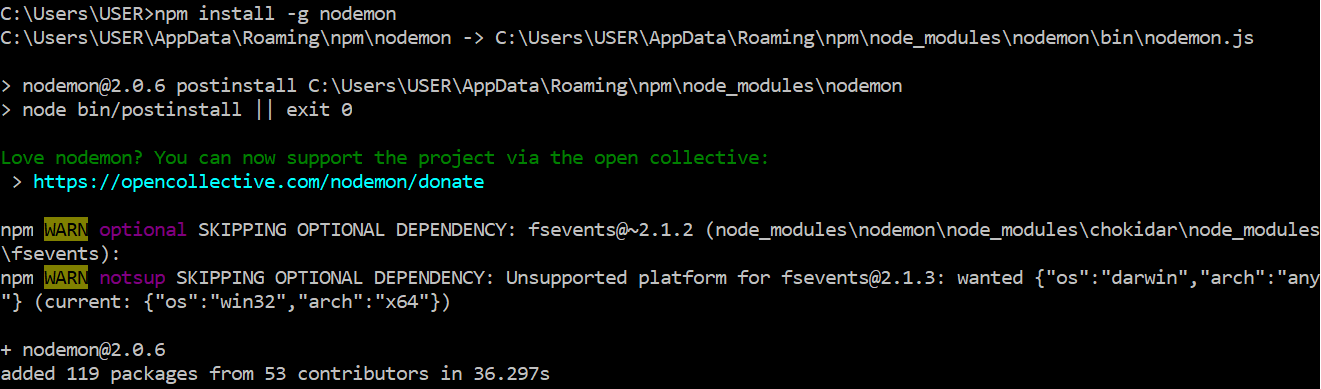 C:\Users\USER>npm install -g nodemon
C:\Users\USER\AppData\Roaming\npm\nodemon -> C:\Users\USER\AppData\Roaming\npm\node_modules\nodemon\bin\nodemon.js
> nodemon@2.0.6 postinstall C:\Users\USER\AppData\Roaming\npm\node_modules\nodemon
> node bin/postinstall || exit 0
Love nodemon? You can now support the project via the open collective:
 > https://opencollective.com/nodemon/donate
npm WARN optional SKIPPING OPTIONAL DEPENDENCY: fsevents@~2.1.2 (node_modules\nodemon\node_modules\chokidar\node_modules
\fsevents):
npm WARN notsup SKIPPING OPTIONAL DEPENDENCY: Unsupported platform for fsevents@2.1.3: wanted {"os":"darwin","arch":"any
"} (current: {"os":"win32","arch":"x64"})
+ nodemon@2.0.6
added 119 packages from 53 contributors in 36.297s